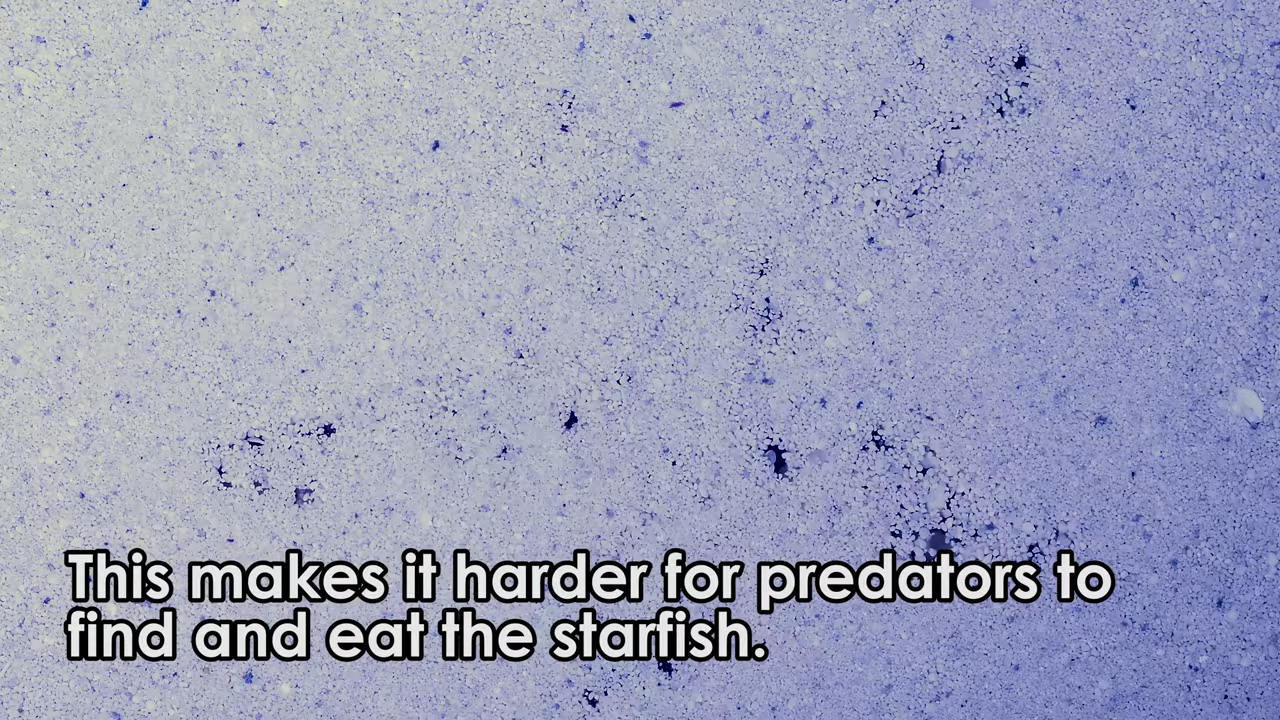 This makes it harder for predators to
find and eat the starfish.